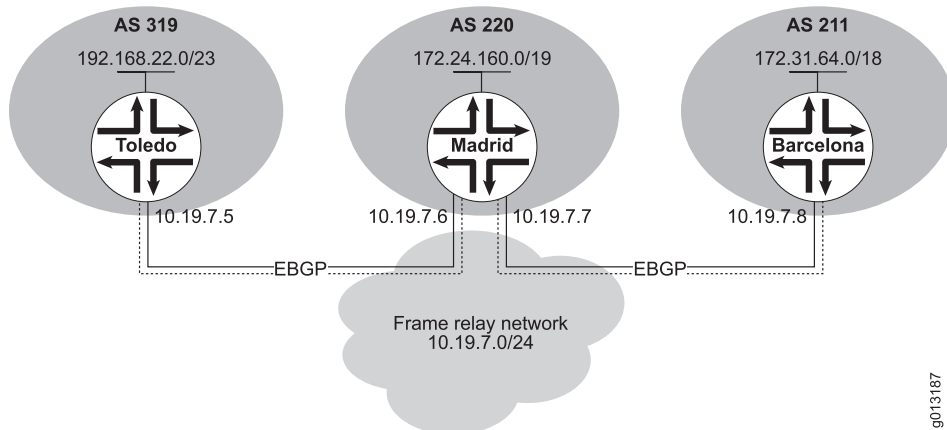 AS 319
AS 220
AS 211
192.168.22.0/23
172.24.160.0/19
172.31.64.0/18
Toledo
Madrid
Barcelona
10.19.7.5
10.19.7.6
10.19.7.7
10.19.7.8
EBGP
EBGP
Frame relay network
10.19.7.0/24
g013187